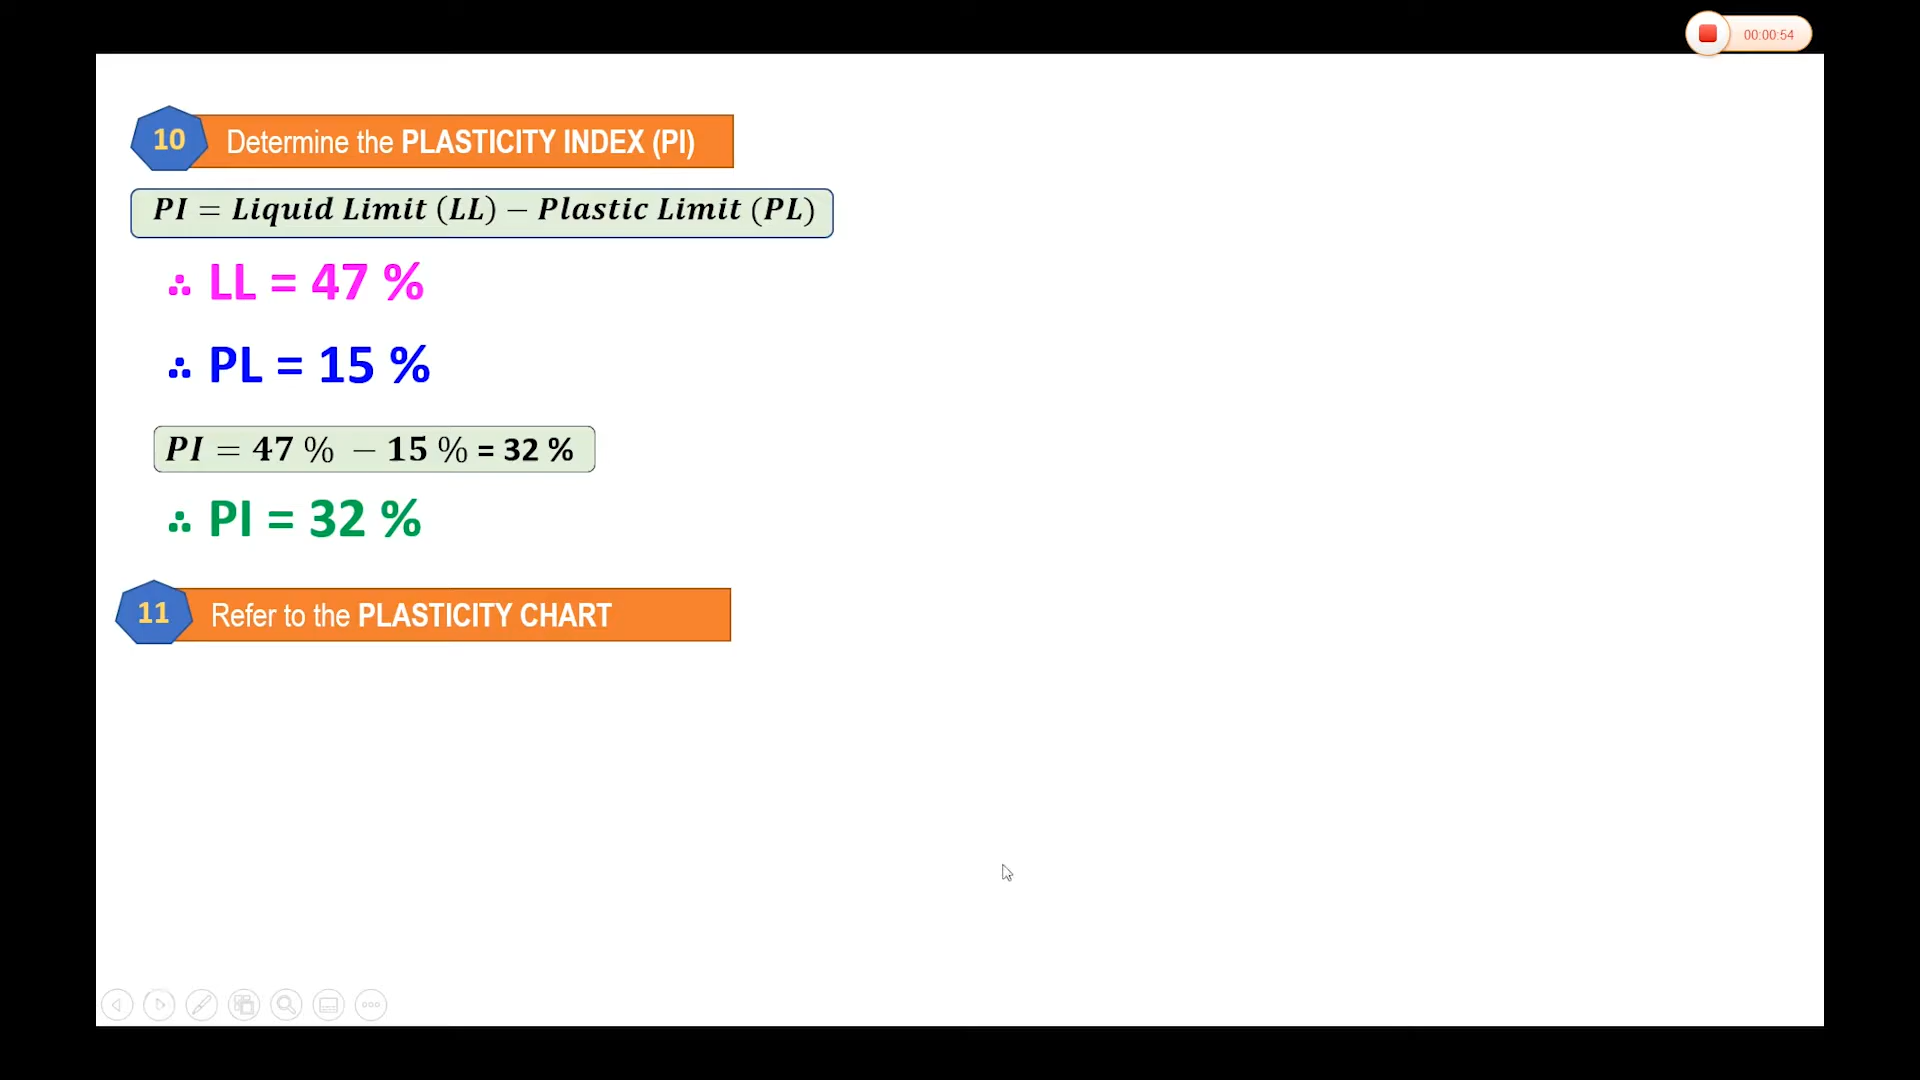 00:00:54
10 Determine the PLASTICITY INDEX (PI)
PI = Liquid Limit (LL) − Plastic Limit (PL)
∴ LL = 47 %
∴ PL = 15 %
PI = 47 % − 15 % = 32 %
∴ PI = 32 %
11 Refer to the PLASTICITY CHART